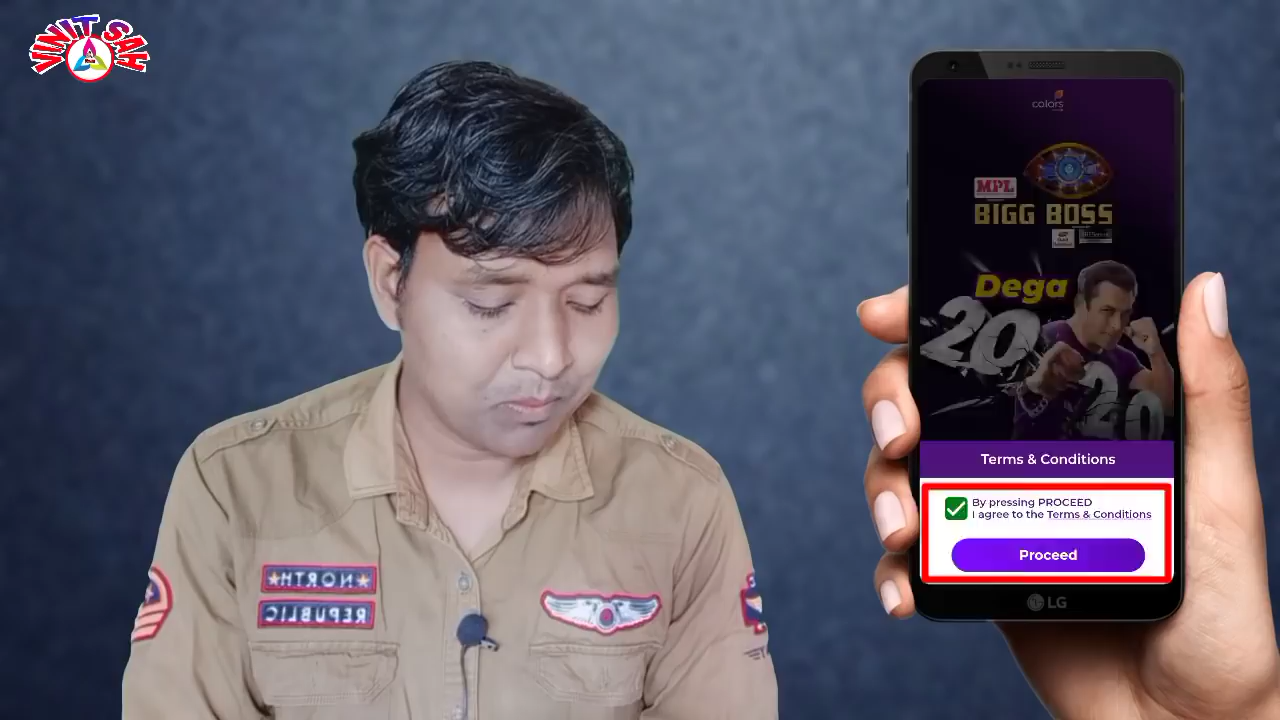 VINIT SAH
colors
MPL
BIGG BOSS
Dega
20
20
Terms & Conditions
By pressing PROCEED
I agree to the Terms & Conditions
Proceed
LG
NORTH
REPUBLIC